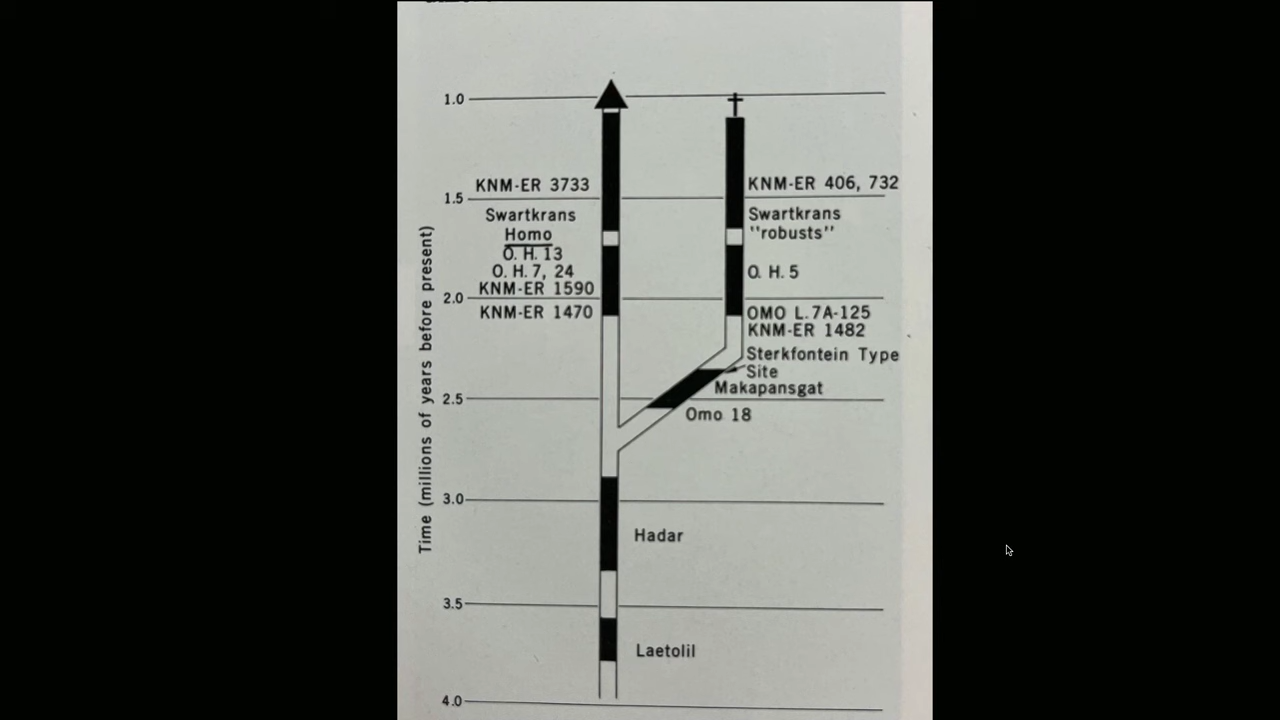 1.0
KNM-ER 3733
KNM-ER 406, 732
1.5
Swartkrans
Homo
O. H. 13
O. H. 7, 24
KNM-ER 1590
Swartkrans
"robusts"
O. H. 5
2.0
KNM-ER 1470
OMO L. 7A-125
KNM-ER 1482
Sterkfontein Type
Site
Makapansgat
2.5
Omo 18
3.0
Hadar
3.5
Laetolil
4.0
Time (millions of years before present)